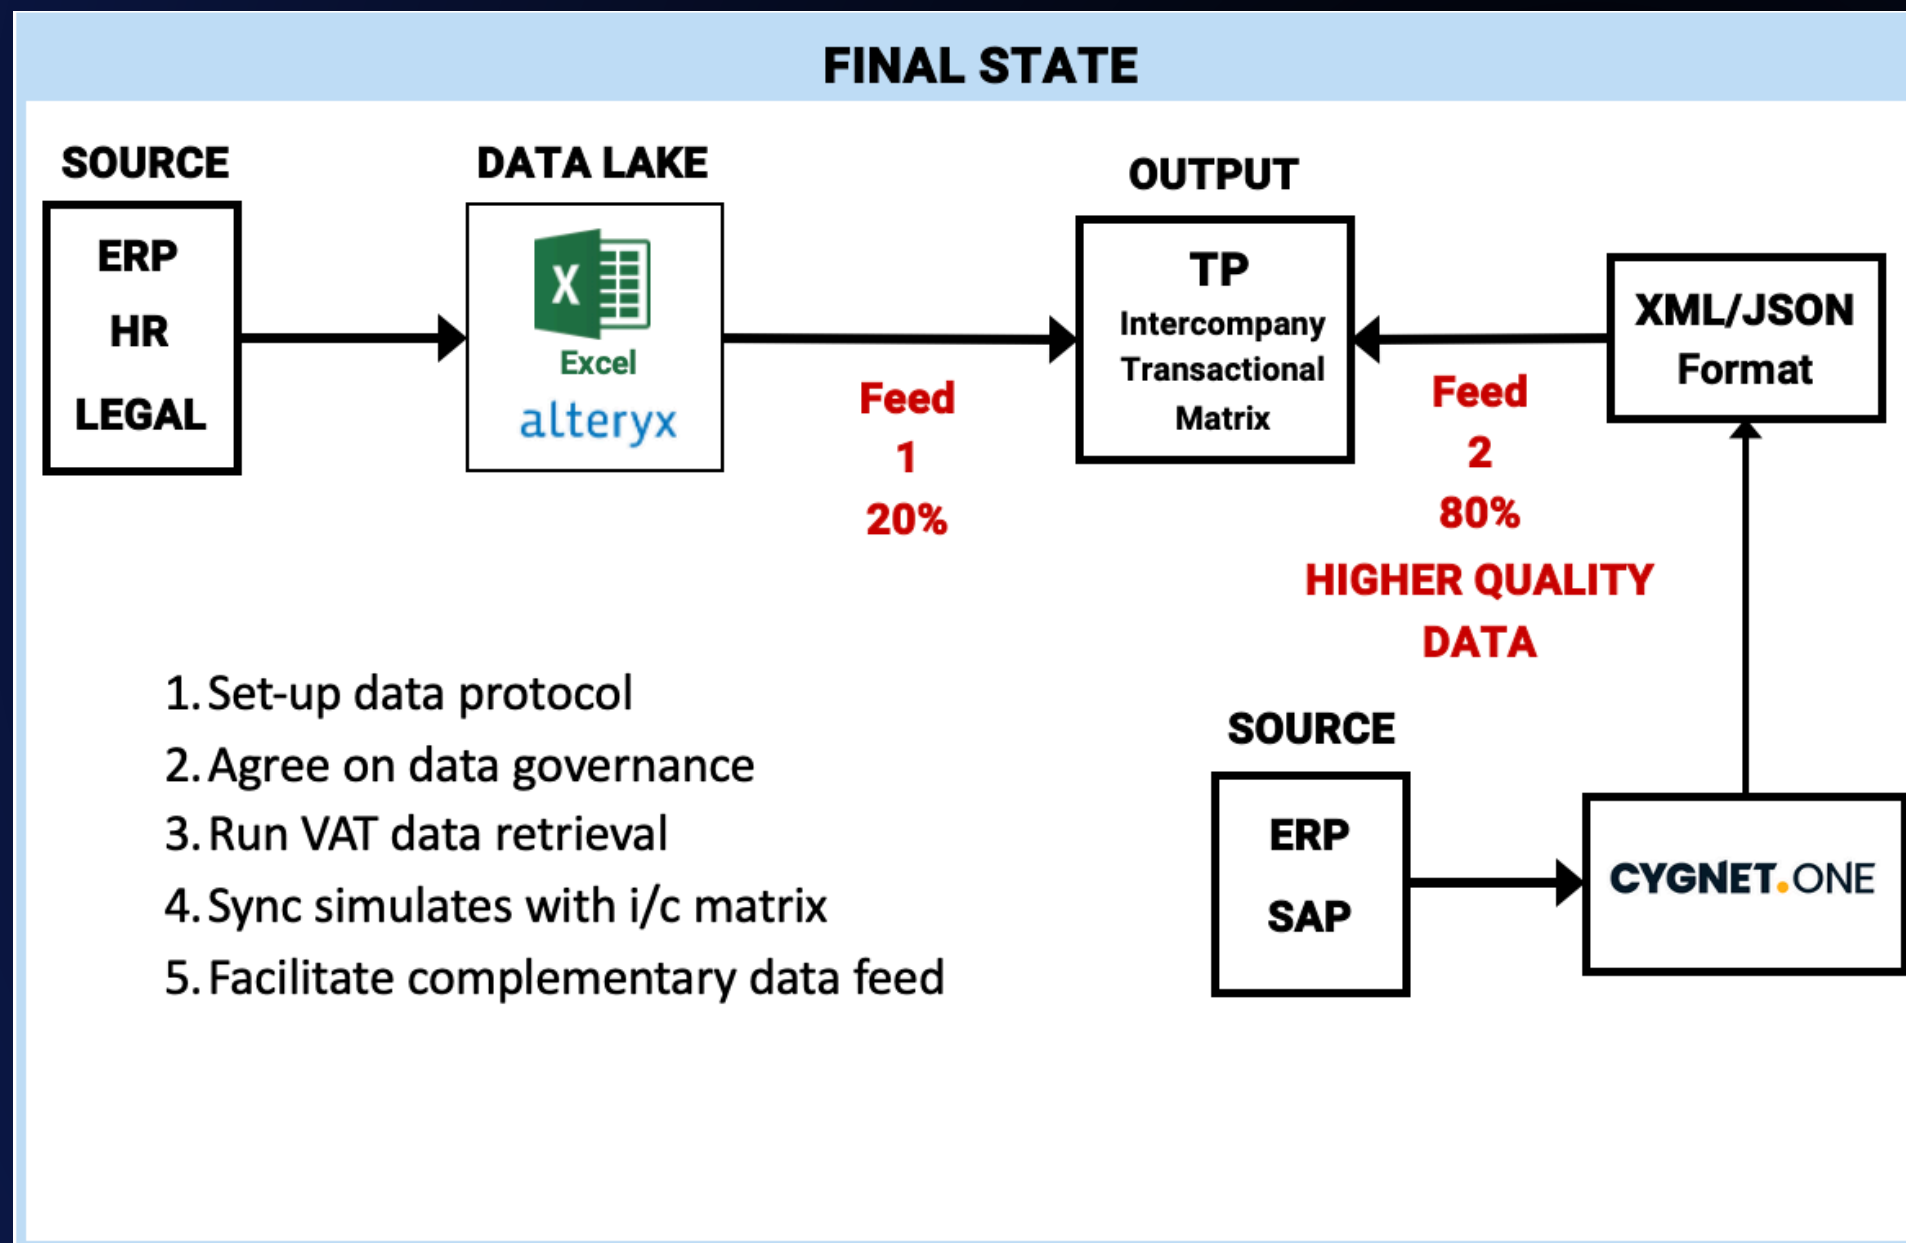 FINAL STATE
SOURCE
ERP
HR
LEGAL
DATA LAKE
X
Excel
alteryx
Feed
1
20%
OUTPUT
TP
Intercompany
Transactional
Matrix
Feed
2
80%
HIGHER QUALITY
DATA
XML/JSON
Format
1. Set-up data protocol
2. Agree on data governance
3. Run VAT data retrieval
4. Sync simulates with i/c matrix
5. Facilitate complementary data feed
SOURCE
ERP
SAP
CYGNET.ONE